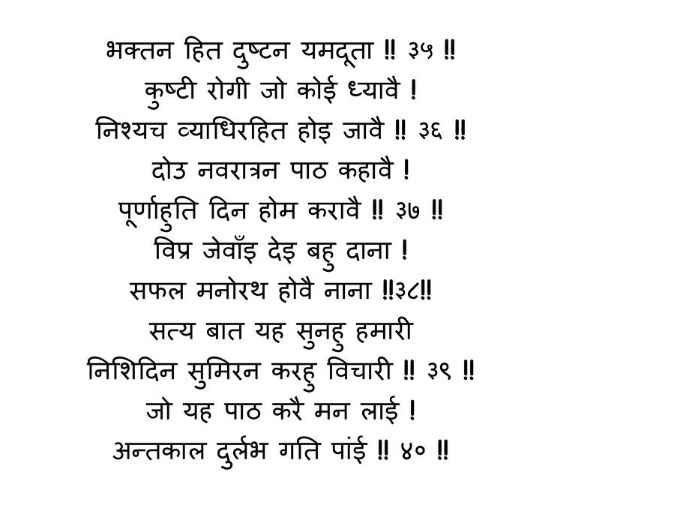 भक्तन हित दुष्टन यमदूता !! ३५ !!
कुष्टी रोगी जो कोई ध्यावै !
निश्यच व्याधिरहित होइ जावै !! ३६ !!
दोउ नवरात्रन पाठ कहावै !
पूर्णाहुति दिन होम करावै !! ३७ !!
विप्र जेवाँइ देइ बहु दाना !
सफल मनोरथ होवै नाना !!३८!!
सत्य बात यह सुनहु हमारी
निशिदिन सुमिरन करहु विचारी !! ३९ !!
जो यह पाठ करै मन लाई !
अन्तकाल दुर्लभ गति पांई !! ४० !!